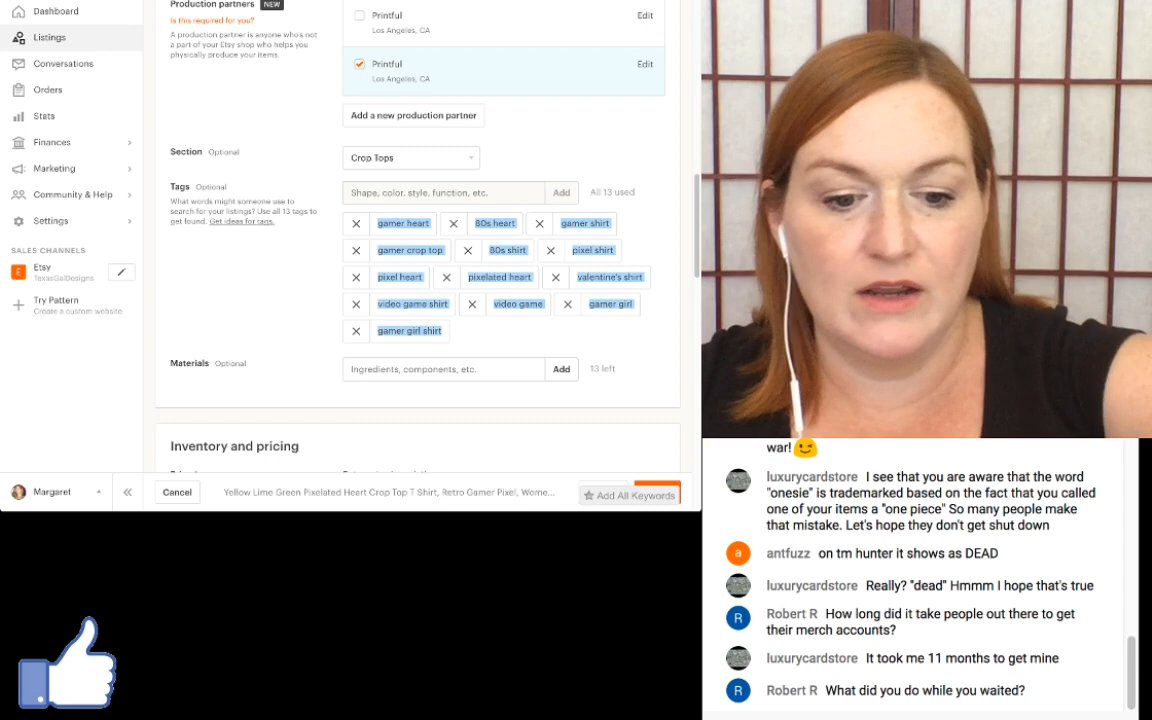 Dashboard
Listings
Conversations
Orders
Stats
Finances
Marketing
Community & Help
Settings
SALES CHANNELS
E
Etsy
TexasGalDesigns
Try Pattern
Create a custom website
Margaret
Production partners NEW
Is this required for you?
A production partner is anyone who's not
a part of your Etsy shop who helps you
physically produce your items.
Printful Edit
Los Angeles, CA
Printful Edit
Los Angeles, CA
Add a new production partner
Section Optional
Crop Tops
Tags Optional
What words might someone use to
search for your listings? Use all 13 tags to
get found. Get ideas for tags.
Shape, color, style, function, etc. Add All 13 used
gamer heart 80s heart gamer shirt
gamer crop top 80s shirt pixel shirt
pixel heart pixelated heart valentine's shirt
video game shirt video game gamer girl
gamer girl shirt
Materials Optional
Ingredients, components, etc. Add 13 left
Inventory and pricing
Cancel Yellow Lime Green Pixelated Heart Crop Top T Shirt, Retro Gamer Pixel, Wome... Add All Keywords
war!
luxurycardstore I see that you are aware that the word
"onesie" is trademarked based on the fact that you called
one of your items a "one piece" So many people make
that mistake. Let's hope they don't get shut down
a antfuzz on tm hunter it shows as DEAD
luxurycardstore Really? "dead" Hmmm I hope that's true
R Robert R How long did it take people out there to get
their merch accounts?
luxurycardstore It took me 11 months to get mine
R Robert R What did you do while you waited?